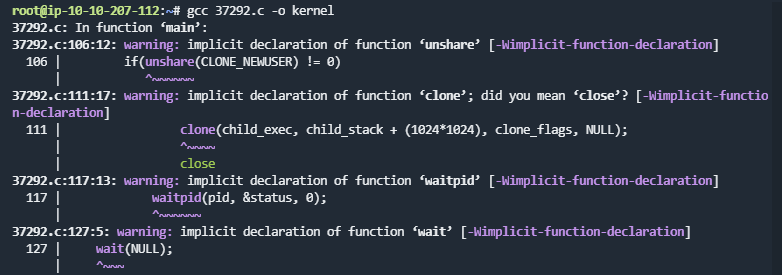 root@ip-10-10-207-112:~# gcc 37292.c -o kernel
37292.c: In function ‘main’:
37292.c:106:12: warning: implicit declaration of function ‘unshare’ [-Wimplicit-function-declaration]
  106 |         if(unshare(CLONE_NEWUSER) != 0)
      |            ^~~~~~~
37292.c:111:17: warning: implicit declaration of function ‘clone’; did you mean ‘close’? [-Wimplicit-functio
n-declaration]
  111 |                 clone(child_exec, child_stack + (1024*1024), clone_flags, NULL);
      |                 ^~~~~
      |                 close
37292.c:117:13: warning: implicit declaration of function ‘waitpid’ [-Wimplicit-function-declaration]
  117 |             waitpid(pid, &status, 0);
      |             ^~~~~~~
37292.c:127:5: warning: implicit declaration of function ‘wait’ [-Wimplicit-function-declaration]
  127 |     wait(NULL);
      |     ^~~~